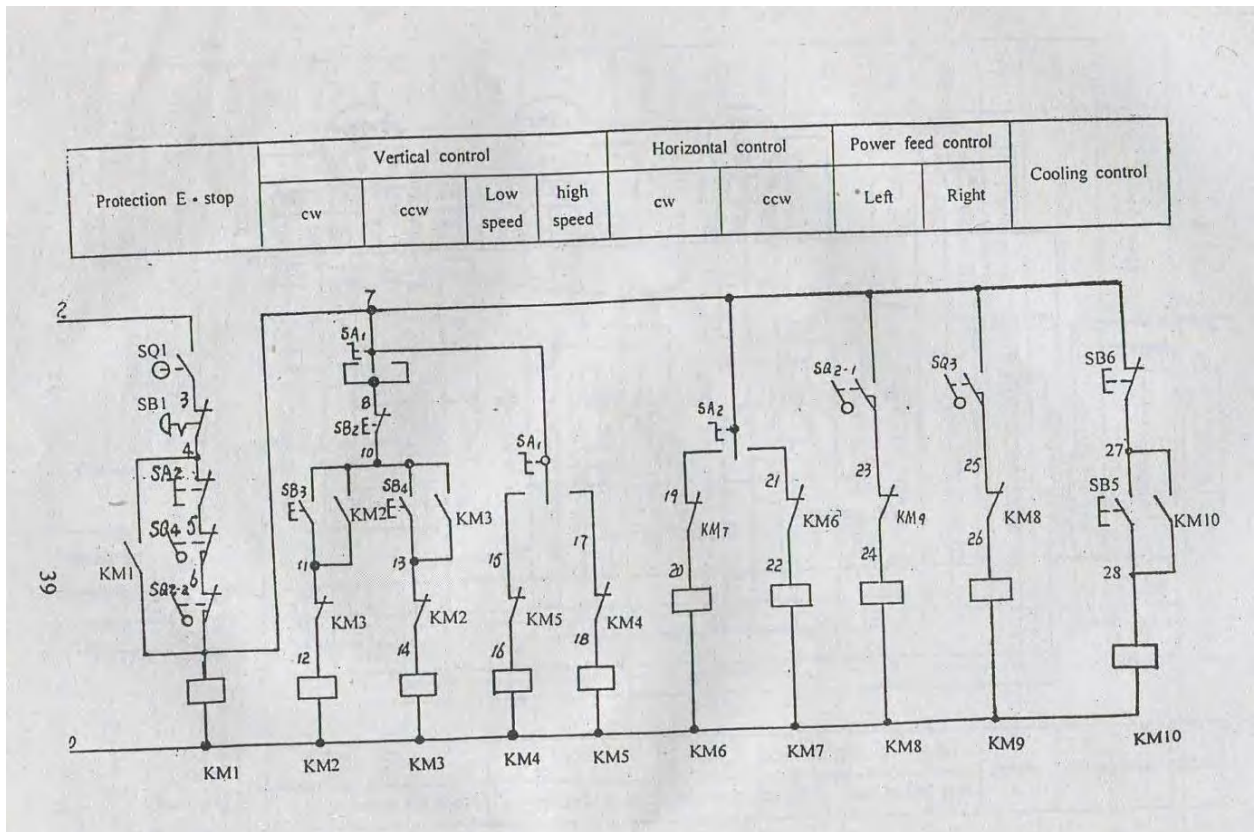 Protection E • stop
Vertical control
Horizontal control
Power feed control
Cooling control
cw
ccw
Low speed
high speed
cw
ccw
Left
Right
2
7
SQ1
SA1
SA2
SQ2-1
SQ3
SB6
3
SB1
8
SB2
SA1
4
10
27
SA2
SB3
KM2
SB4
KM3
19
21
23
25
SB5
KM10
5
SQ4
KM7
KM6
KM9
KM8
KM1
11
13
15
17
6
20
22
24
26
28
SQ2-2
KM3
KM2
KM5
KM4
39
12
14
16
18
KM1
KM2
KM3
KM4
KM5
KM6
KM7
KM8
KM9
KM10